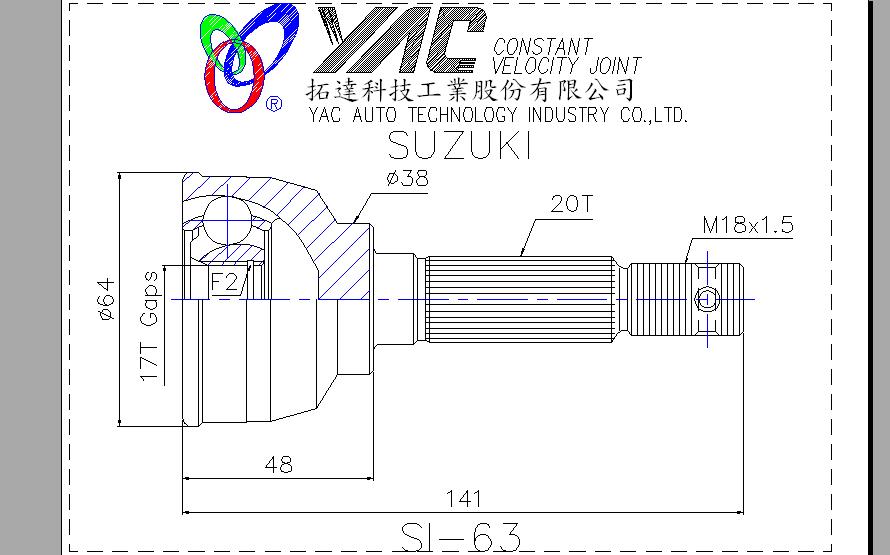 YAC
CONSTANT
VELOCITY JOINT
®
拓達科技工業股份有限公司
YAC AUTO TECHNOLOGY INDUSTRY CO.,LTD.
SUZUKI
ø38
20T
M18x1.5
F2
ø64
17T Gaps
48
141
SI-63